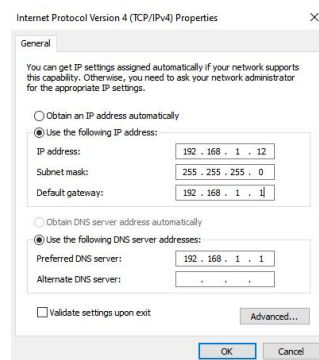 Internet Protocol Version 4 (TCP/IPv4) Properties
General
You can get IP settings assigned automatically if your network supports
this capability. Otherwise, you need to ask your network administrator
for the appropriate IP settings.
Obtain an IP address automatically
Use the following IP address:
IP address: 192 . 168 . 1 . 12
Subnet mask: 255 . 255 . 255 . 0
Default gateway: 192 . 168 . 1 . 1
Obtain DNS server address automatically
Use the following DNS server addresses:
Preferred DNS server: 192 . 168 . 1 . 1
Alternate DNS server: . . .
Validate settings upon exit
Advanced...
OK Cancel